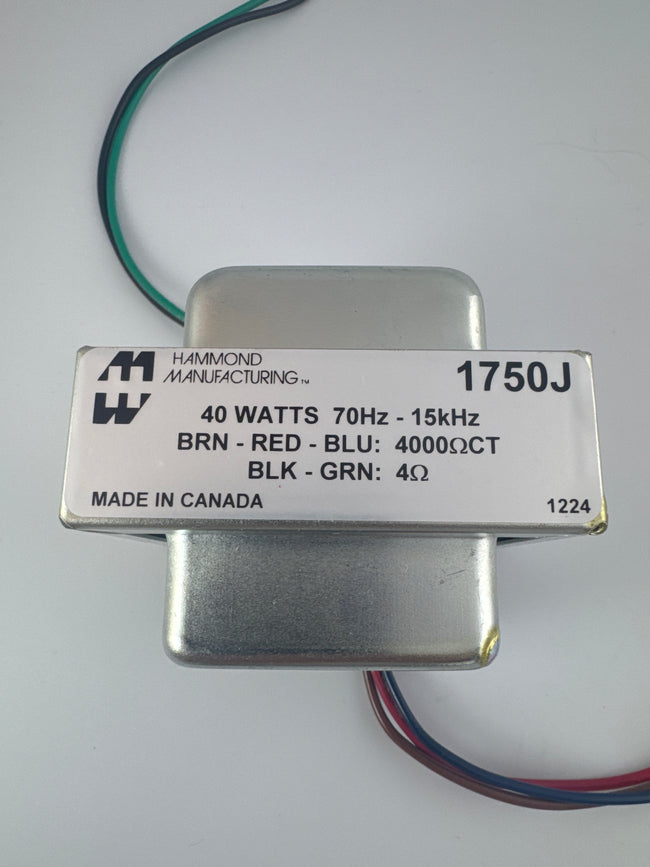 HAMMOND
MANUFACTURING™
1750J
40 WATTS 70Hz - 15kHz
BRN - RED - BLU: 4000ΩCT
BLK - GRN: 4Ω
MADE IN CANADA
1224